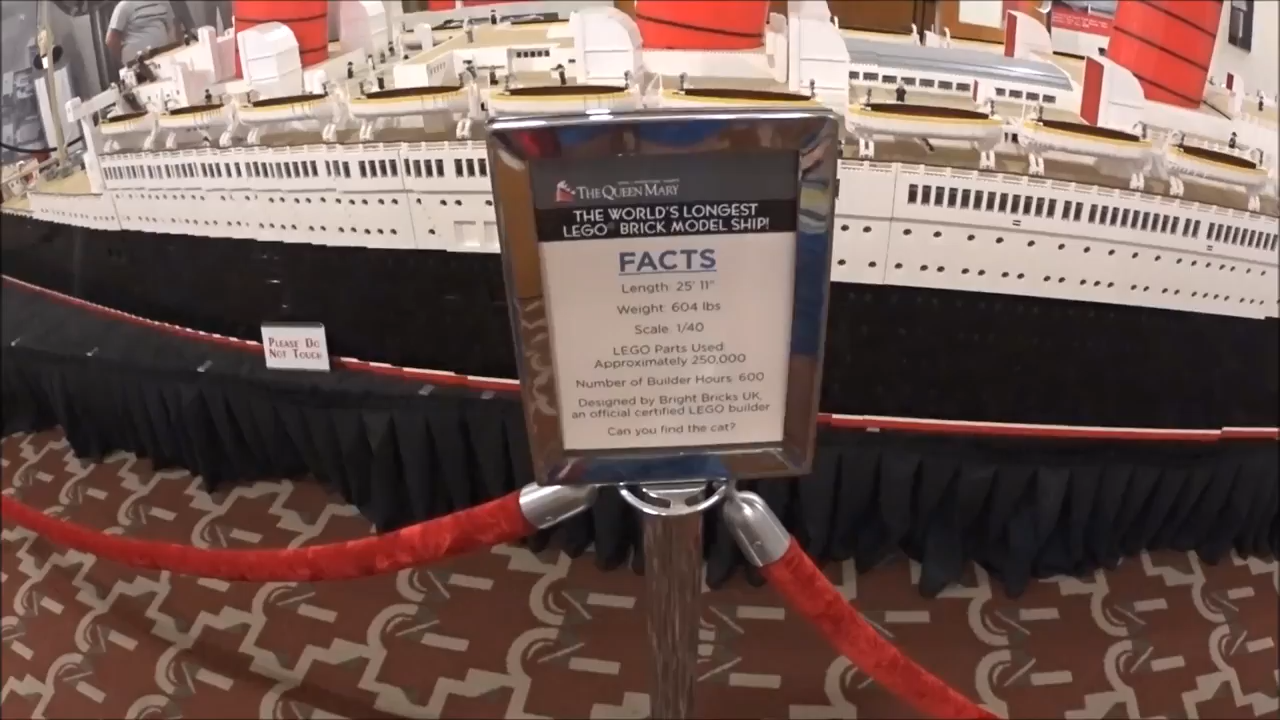 THE QUEEN MARY
THE WORLD'S LONGEST
LEGO® BRICK MODEL SHIP!
FACTS
Length: 25' 11"
Weight: 604 lbs
Scale: 1/40
LEGO Parts Used:
Approximately 250,000
Number of Builder Hours: 600
Designed by Bright Bricks UK,
an official certified LEGO builder
Can you find the cat?
PLEASE DO
NOT TOUCH